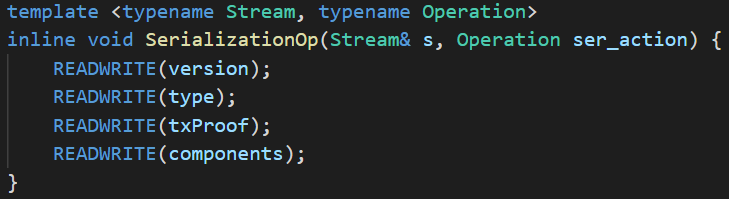 template <typename Stream, typename Operation>
inline void SerializationOp(Stream& s, Operation ser_action) {
    READWRITE(version);
    READWRITE(type);
    READWRITE(txProof);
    READWRITE(components);
}